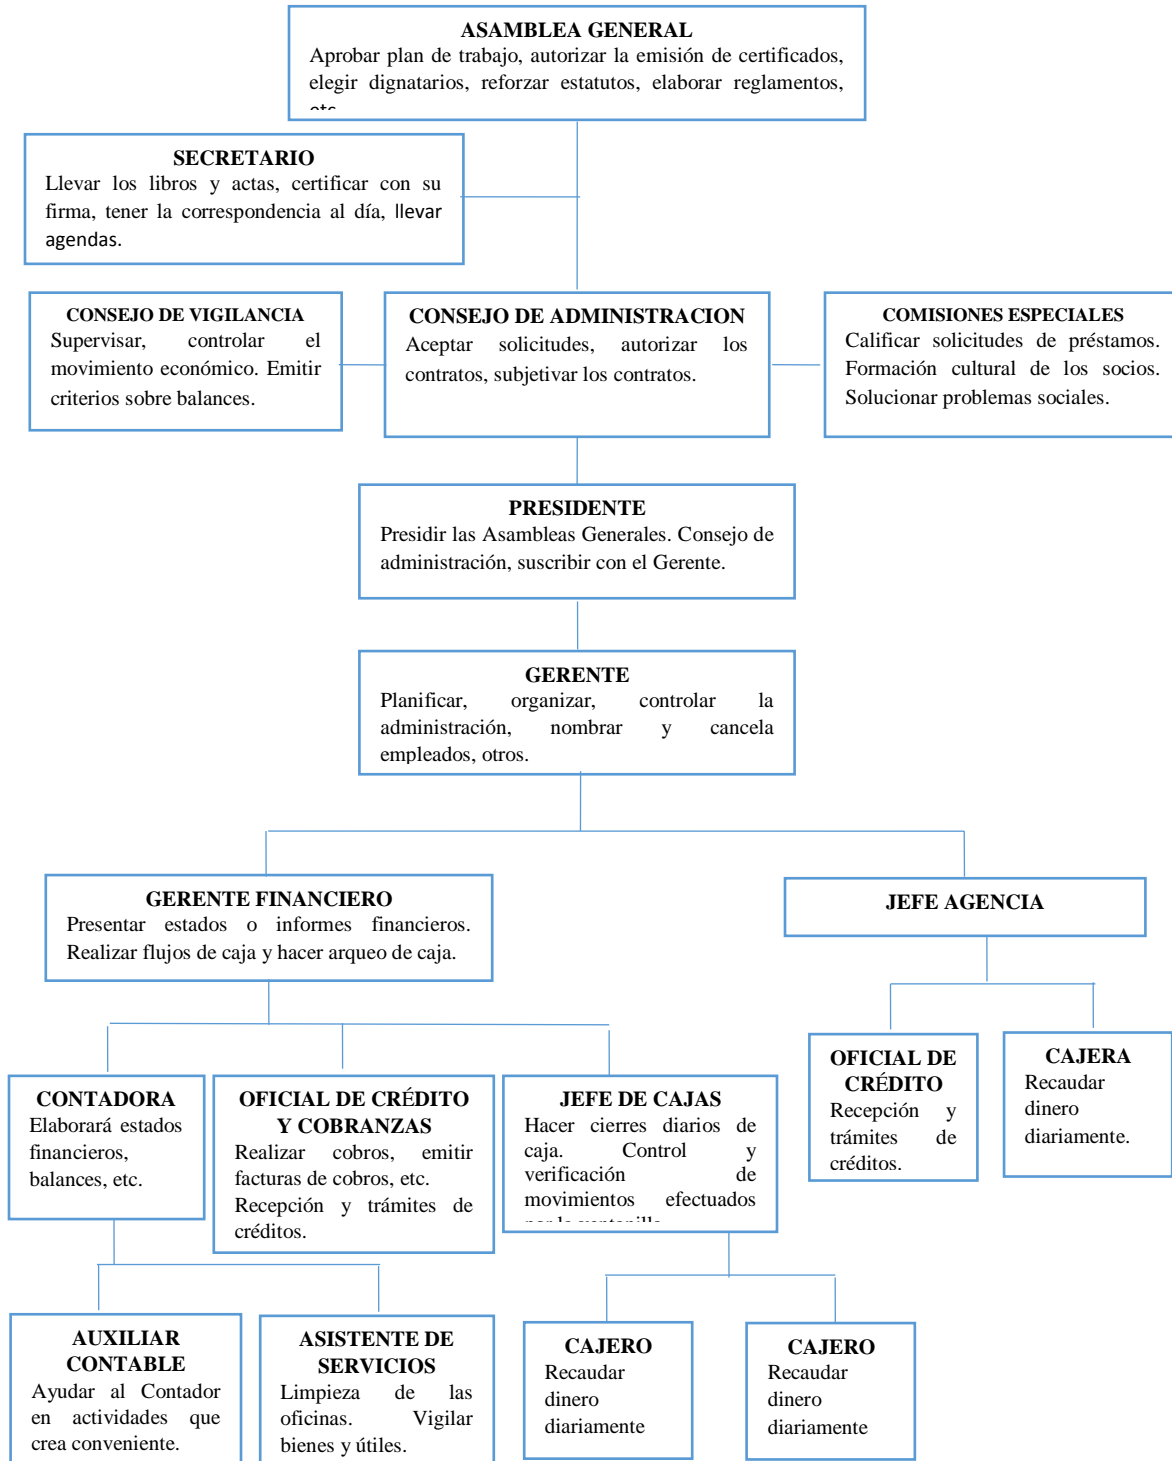 ASAMBLEA GENERAL
Aprobar plan de trabajo, autorizar la emisión de certificados,
elegir dignatarios, reforzar estatutos, elaborar reglamentos,
etc.
SECRETARIO
Llevar los libros y actas, certificar con su
firma, tener la correspondencia al día, llevar
agendas.
CONSEJO DE VIGILANCIA
Supervisar, controlar el
movimiento económico. Emitir
criterios sobre balances.
CONSEJO DE ADMINISTRACION
Aceptar solicitudes, autorizar los
contratos, subjetivar los contratos.
COMISIONES ESPECIALES
Calificar solicitudes de préstamos.
Formación cultural de los socios.
Solucionar problemas sociales.
PRESIDENTE
Presidir las Asambleas Generales. Consejo de
administración, suscribir con el Gerente.
GERENTE
Planificar, organizar, controlar la
administración, nombrar y cancela
empleados, otros.
GERENTE FINANCIERO
Presentar estados o informes financieros.
Realizar flujos de caja y hacer arqueo de caja.
JEFE AGENCIA
CONTADORA
Elaborará estados
financieros,
balances, etc.
OFICIAL DE CRÉDITO
Y COBRANZAS
Realizar cobros, emitir
facturas de cobros, etc.
Recepción y trámites de
créditos.
JEFE DE CAJAS
Hacer cierres diarios de
caja. Control y
verificación de
movimientos efectuados
por la ventanilla
OFICIAL DE
CRÉDITO
Recepción y
trámites de
créditos.
CAJERA
Recaudar
dinero
diariamente.
AUXILIAR
CONTABLE
Ayudar al Contador
en actividades que
crea conveniente.
ASISTENTE DE
SERVICIOS
Limpieza de las
oficinas. Vigilar
bienes y útiles.
CAJERO
Recaudar
dinero
diariamente
CAJERO
Recaudar
dinero
diariamente